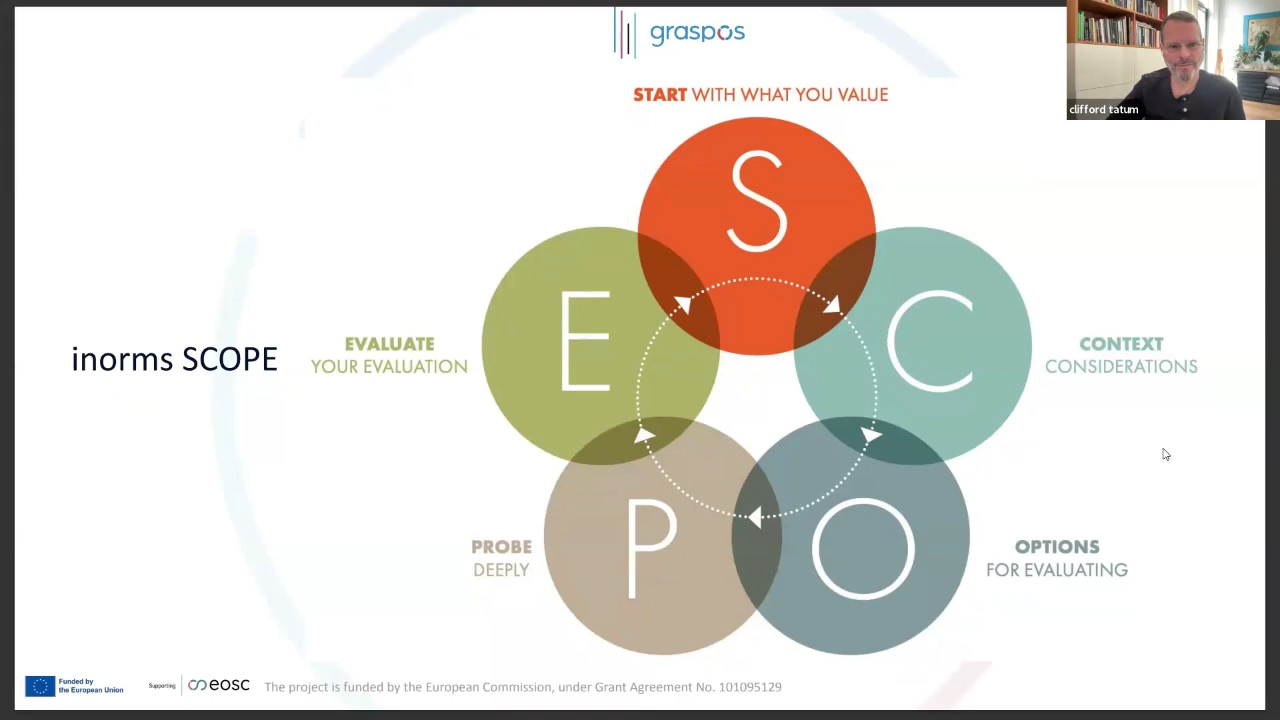 graspos
clifford tatum
START WITH WHAT YOU VALUE
S
E
C
EVALUATE
YOUR EVALUATION
inorms SCOPE
CONTEXT
CONSIDERATIONS
P
O
PROBE
DEEPLY
OPTIONS
FOR EVALUATING
Funded by
the European Union
Supporting
eosc
The project is funded by the European Commission, under Grant Agreement No. 101095129